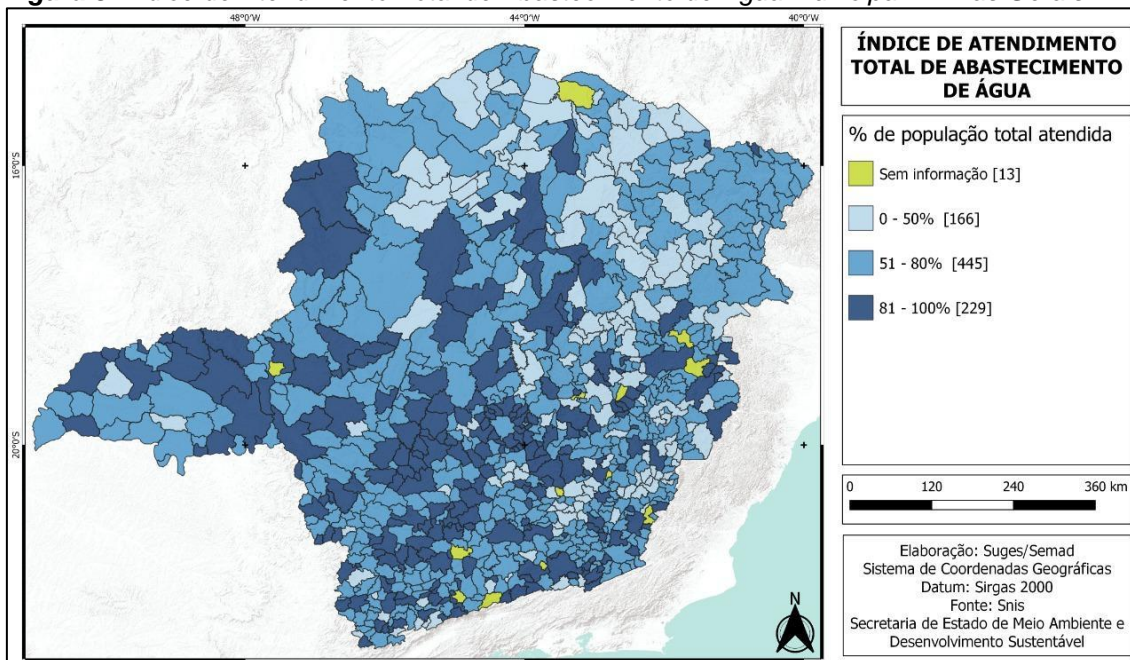 48°0'O 44°0'O 40°0'O
16°0'S
20°0'S
N
ÍNDICE DE ATENDIMENTO
TOTAL DE ABASTECIMENTO
DE ÁGUA
% de população total atendida
Sem informação [13]
0 - 50% [166]
51 - 80% [445]
81 - 100% [229]
0 120 240 360 km
Elaboração: Suges/Semad
Sistema de Coordenadas Geográficas
Datum: Sirgas 2000
Fonte: Snis
Secretaria de Estado de Meio Ambiente e
Desenvolvimento Sustentável